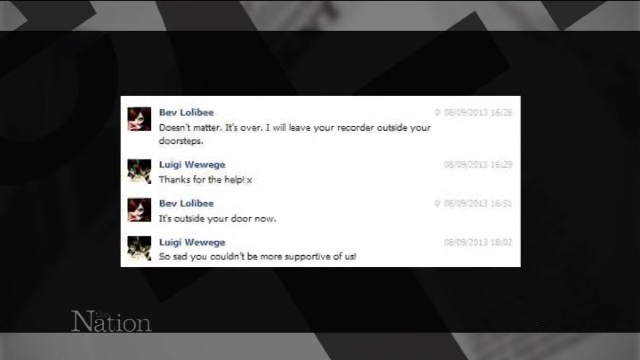 Bev Lolibee 08/09/2013 16:28
Doesn't matter. It's over. I will leave your recorder outside your
doorsteps.
Luigi Wewege 08/09/2013 16:29
Thanks for the help! x
Bev Lolibee 08/09/2013 16:51
It's outside your door now.
Luigi Wewege 08/09/2013 18:02
So sad you couldn't be more supportive of us!
the
Nation